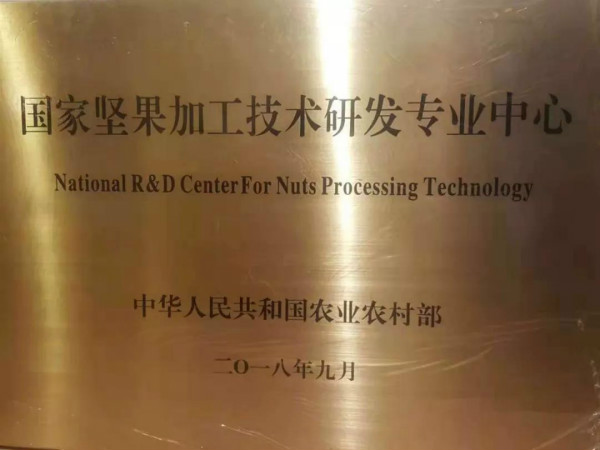 国家坚果加工技术研发专业中心
National R&D Center For Nuts Processing Technology
中华人民共和国农业农村部
二〇一八年九月